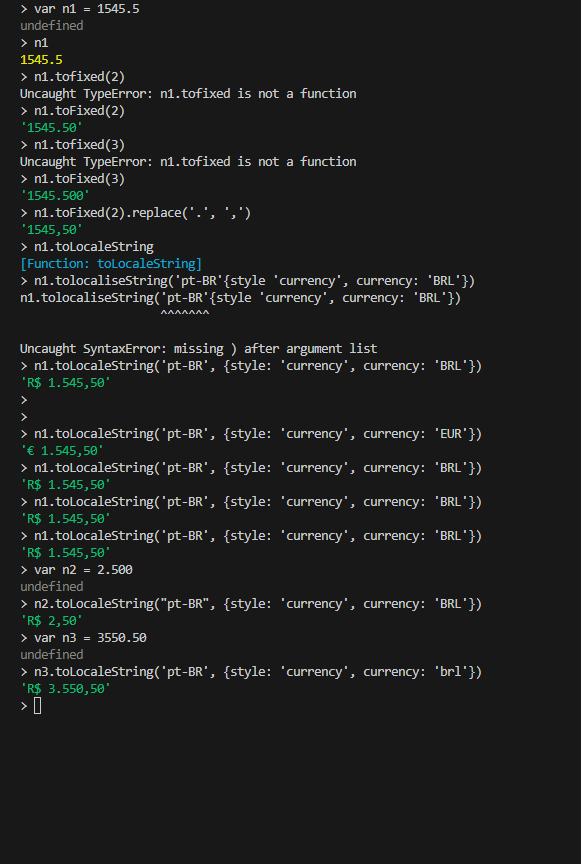 > var n1 = 1545.5
undefined
> n1
1545.5
> n1.tofixed(2)
Uncaught TypeError: n1.tofixed is not a function
> n1.toFixed(2)
'1545.50'
> n1.tofixed(3)
Uncaught TypeError: n1.tofixed is not a function
> n1.toFixed(3)
'1545.500'
> n1.toFixed(2).replace('.', ',')
'1545,50'
> n1.toLocaleString
[Function: toLocaleString]
> n1.tolocaliseString('pt-BR'{style 'currency', currency: 'BRL'})
n1.tolocaliseString('pt-BR'{style 'currency', currency: 'BRL'})
^^^^^^^
Uncaught SyntaxError: missing ) after argument list
> n1.toLocaleString('pt-BR', {style: 'currency', currency: 'BRL'})
'R$ 1.545,50'
>
>
> n1.toLocaleString('pt-BR', {style: 'currency', currency: 'EUR'})
'€ 1.545,50'
> n1.toLocaleString('pt-BR', {style: 'currency', currency: 'BRL'})
'R$ 1.545,50'
> n1.toLocaleString('pt-BR', {style: 'currency', currency: 'BRL'})
'R$ 1.545,50'
> n1.toLocaleString('pt-BR', {style: 'currency', currency: 'BRL'})
'R$ 1.545,50'
> var n2 = 2.500
undefined
> n2.toLocaleString("pt-BR", {style: 'currency', currency: 'BRL'})
'R$ 2,50'
> var n3 = 3550.50
undefined
> n3.toLocaleString('pt-BR', {style: 'currency', currency: 'brl'})
'R$ 3.550,50'
>